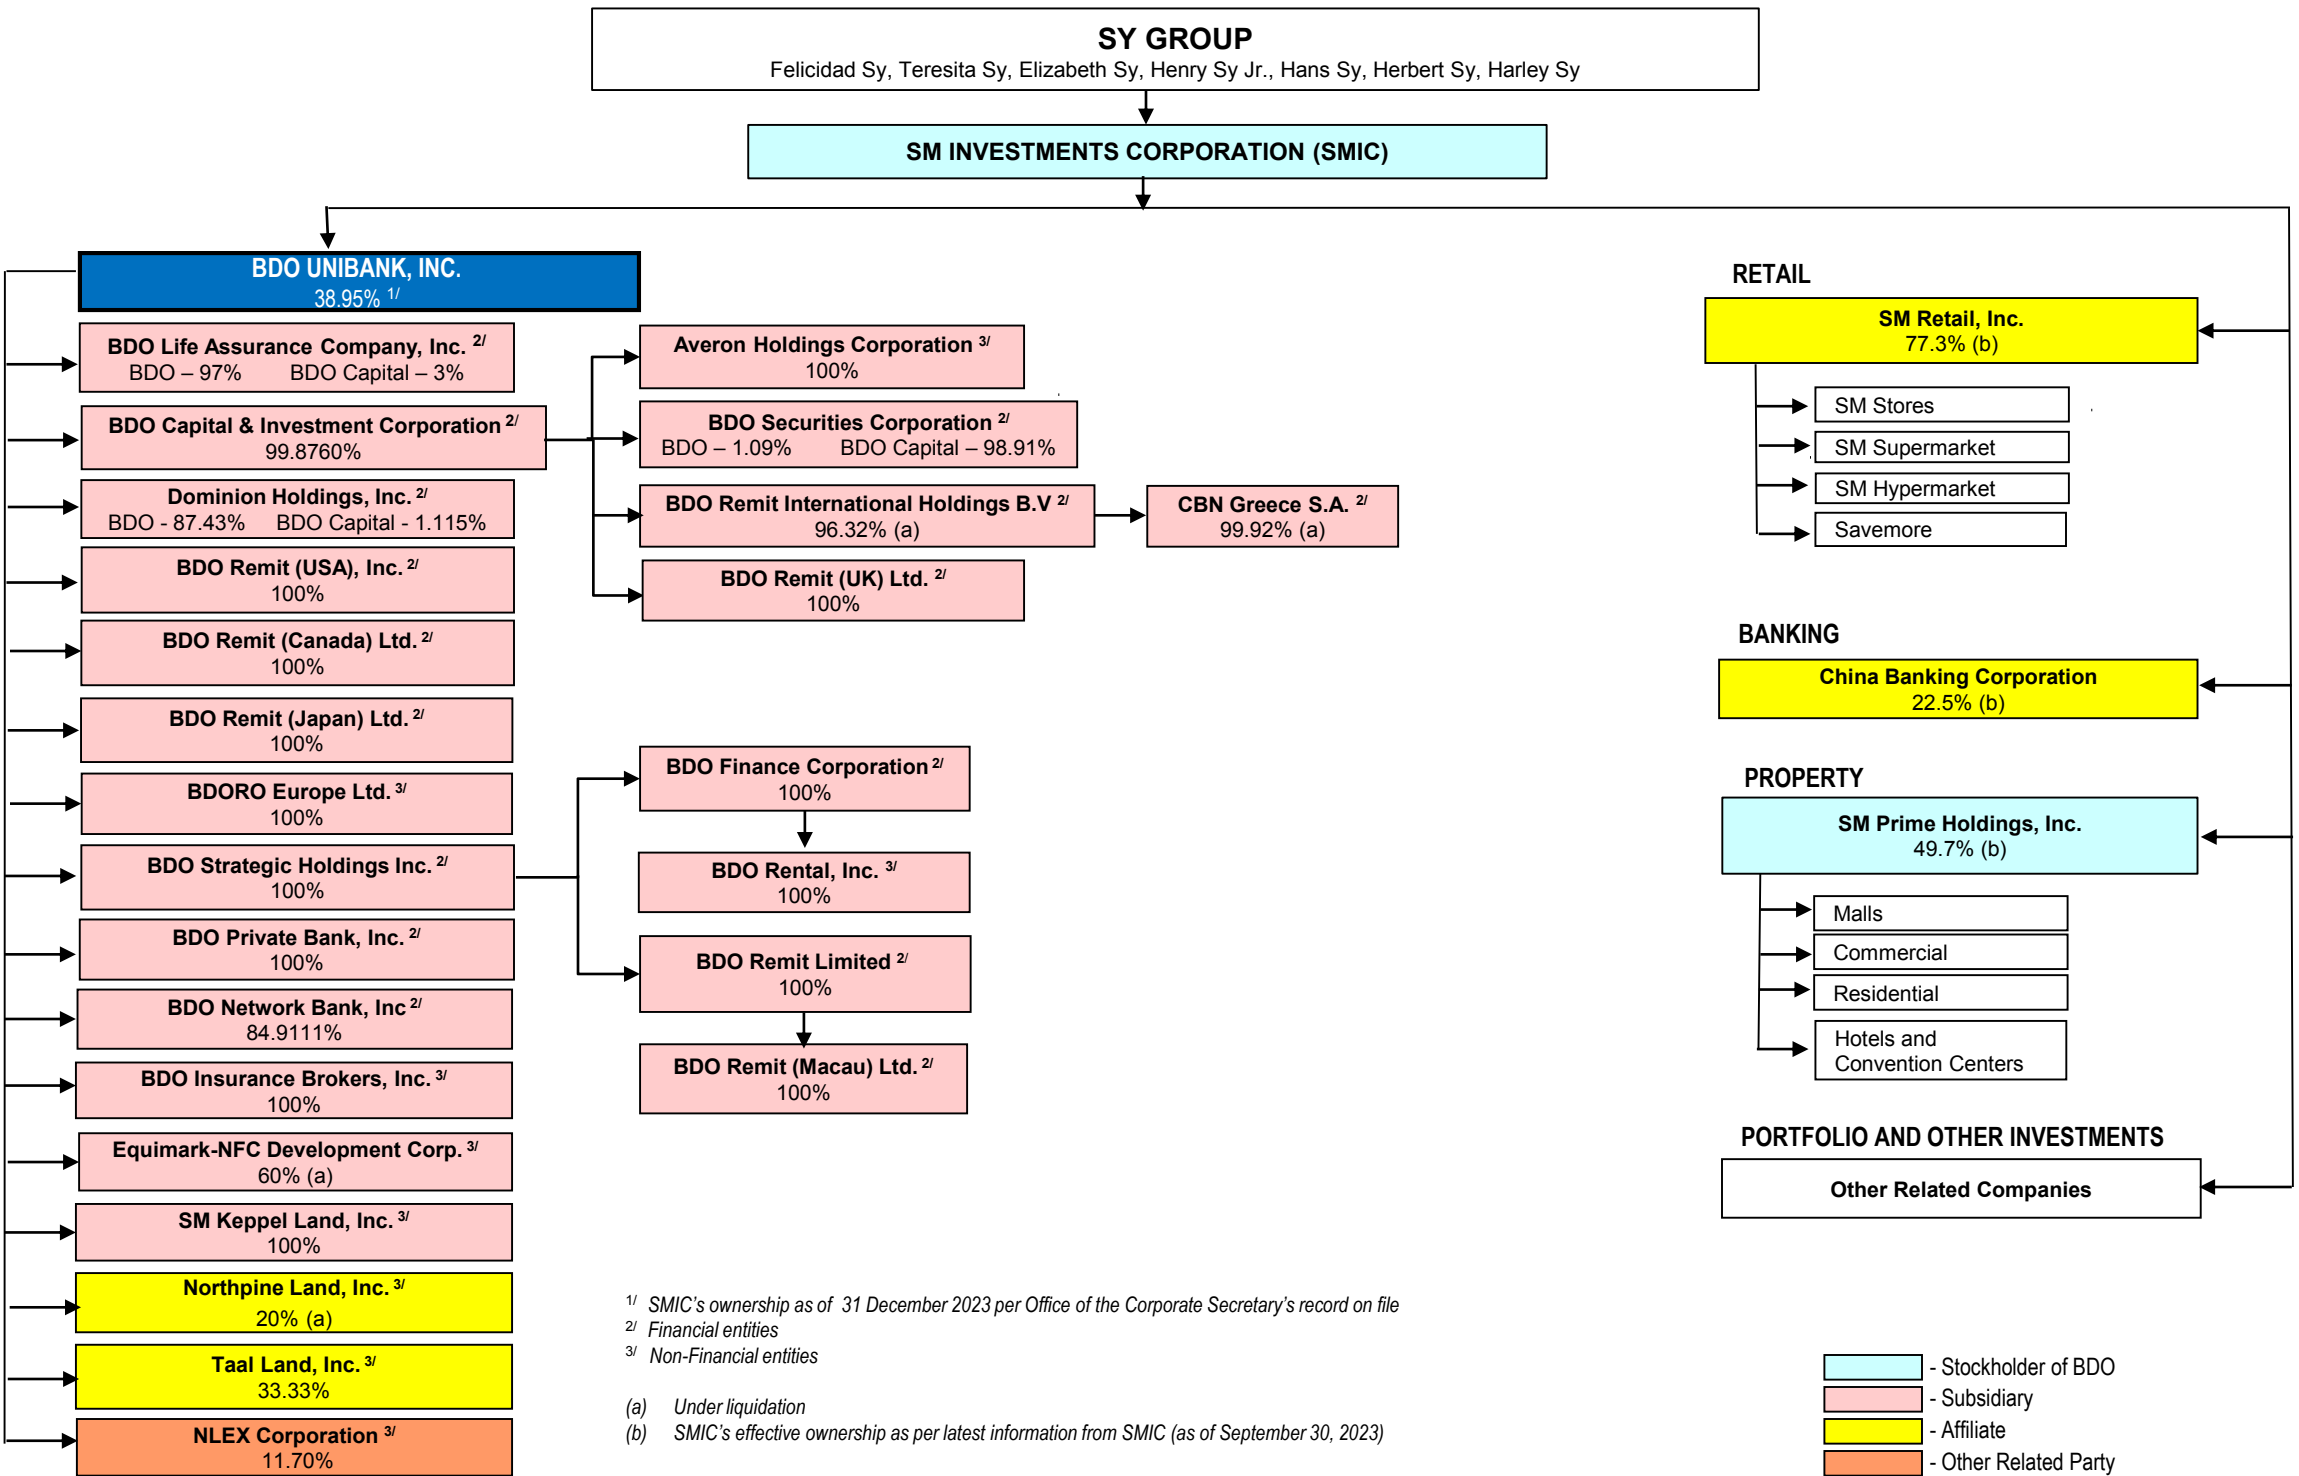 SY GROUP
Felicidad Sy, Teresita Sy, Elizabeth Sy, Henry Sy Jr., Hans Sy, Herbert Sy, Harley Sy
SM INVESTMENTS CORPORATION (SMIC)
BDO UNIBANK, INC.
38.95% 1/
BDO Life Assurance Company, Inc. 2/
BDO – 97% BDO Capital – 3%
BDO Capital & Investment Corporation 2/
99.8760%
Dominion Holdings, Inc. 2/
BDO - 87.43% BDO Capital - 1.115%
BDO Remit (USA), Inc. 2/
100%
BDO Remit (Canada) Ltd. 2/
100%
BDO Remit (Japan) Ltd. 2/
100%
BDORO Europe Ltd. 3/
100%
BDO Strategic Holdings Inc. 2/
100%
BDO Private Bank, Inc. 2/
100%
BDO Network Bank, Inc 2/
84.9111%
BDO Insurance Brokers, Inc. 3/
100%
Equimark-NFC Development Corp. 3/
60% (a)
SM Keppel Land, Inc. 3/
100%
Northpine Land, Inc. 3/
20% (a)
Taal Land, Inc. 3/
33.33%
NLEX Corporation 3/
11.70%
Averon Holdings Corporation 3/
100%
BDO Securities Corporation 2/
BDO – 1.09% BDO Capital – 98.91%
BDO Remit International Holdings B.V 2/
96.32% (a)
CBN Greece S.A. 2/
99.92% (a)
BDO Remit (UK) Ltd. 2/
100%
BDO Finance Corporation 2/
100%
BDO Rental, Inc. 3/
100%
BDO Remit Limited 2/
100%
BDO Remit (Macau) Ltd. 2/
100%
RETAIL
SM Retail, Inc.
77.3% (b)
SM Stores
SM Supermarket
SM Hypermarket
Savemore
BANKING
China Banking Corporation
22.5% (b)
PROPERTY
SM Prime Holdings, Inc.
49.7% (b)
Malls
Commercial
Residential
Hotels and
Convention Centers
PORTFOLIO AND OTHER INVESTMENTS
Other Related Companies
1/ SMIC's ownership as of 31 December 2023 per Office of the Corporate Secretary's record on file
2/ Financial entities
3/ Non-Financial entities
(a) Under liquidation
(b) SMIC's effective ownership as per latest information from SMIC (as of September 30, 2023)
- Stockholder of BDO
- Subsidiary
- Affiliate
- Other Related Party